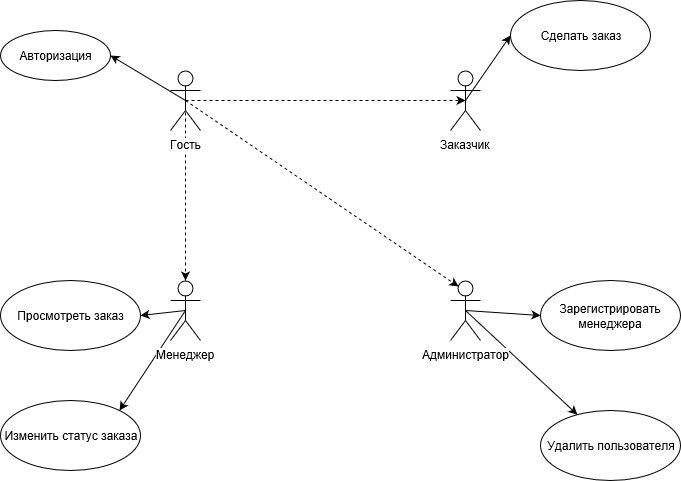 Сделать заказ
Авторизация
Гость
Заказчик
Просмотреть заказ
Зарегистрировать
менеджера
Менеджер
Администратор
Изменить статус заказа
Удалить пользователя